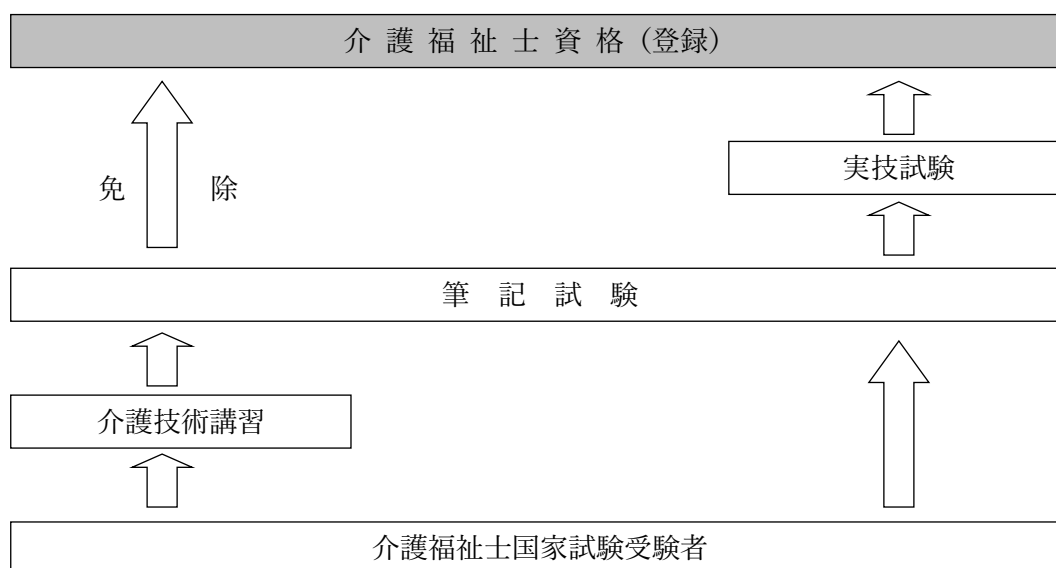 介護福祉士資格(登録)
実技試験
免 除
筆記試験
介護技術講習
介護福祉士国家試験受験者